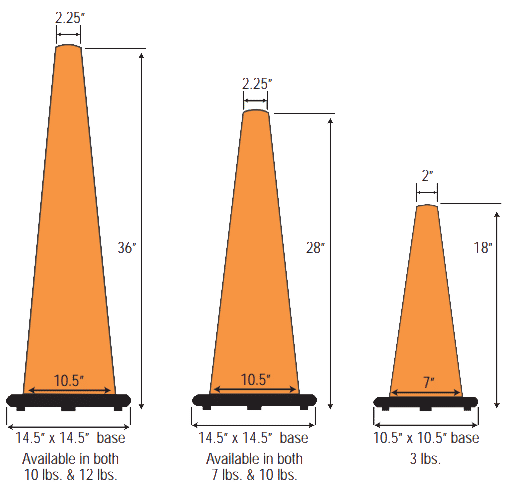 2.25"
36"
10.5"
14.5" x 14.5" base
Available in both
10 lbs. & 12 lbs.
2.25"
28"
10.5"
14.5" x 14.5" base
Available in both
7 lbs. & 10 lbs.
2"
18"
7"
10.5" x 10.5" base
3 lbs.